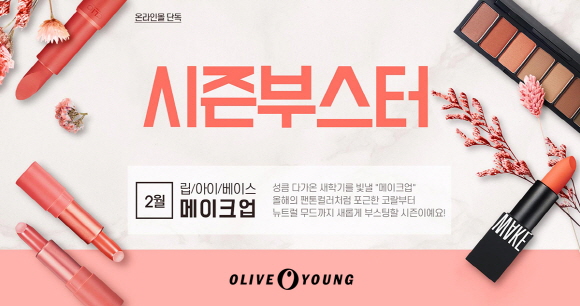 온라인몰 단독
시즌부스터
2월
립/아이/베이스
메이크업
성큼 다가온 새학기를 빛낼 "메이크업"
올해의 팬톤컬러처럼 포근한 코랄부터
뉴트럴 무드까지 새롭게 부스팅할 시즌이예요!
MAKE
OLIVE YOUNG